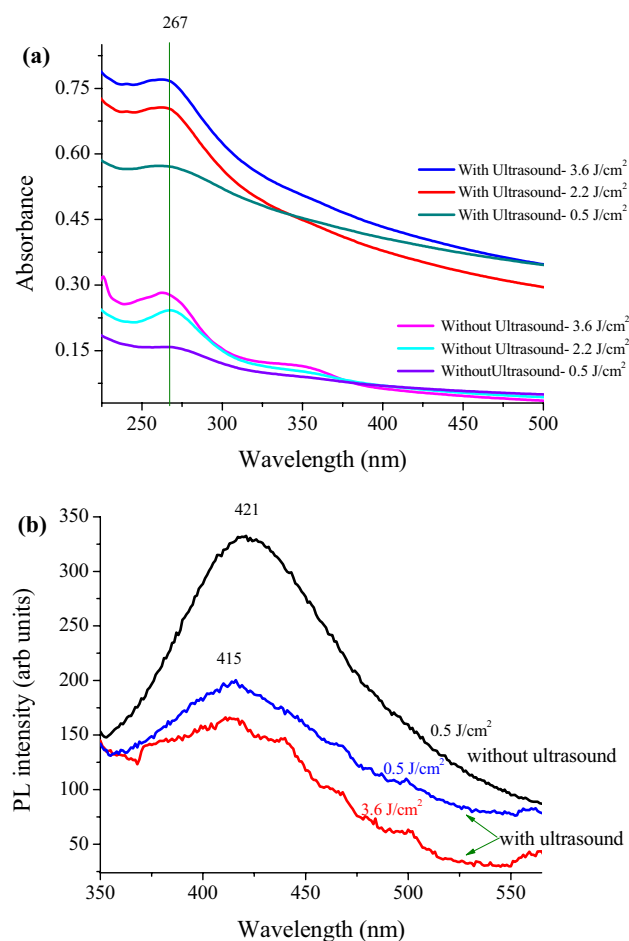 267
(a)
0.75
0.60
0.45
0.30
0.15
Absorbance
With Ultrasound- 3.6 J/cm²
With Ultrasound- 2.2 J/cm²
With Ultrasound- 0.5 J/cm²
Without Ultrasound- 3.6 J/cm²
Without Ultrasound- 2.2 J/cm²
WithoutUltrasound- 0.5 J/cm²
250 300 350 400 450 500
Wavelength (nm)
(b)
421
350
300
250
200
150
100
50
PL intensity (arb units)
415
0.5 J/cm²
without ultrasound
0.5 J/cm²
3.6 J/cm²
with ultrasound
350 400 450 500 550
Wavelength (nm)